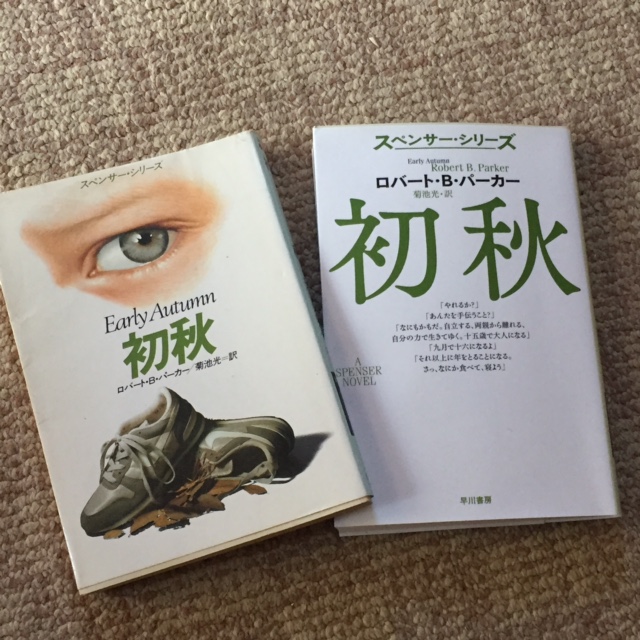 スペンサー・シリーズ
Early Autumn
初秋
ロバート・B・パーカー/菊池光=訳
スペンサー・シリーズ
Early Autumn
Robert B. Parker
ロバート・B・パーカー
菊池光・訳
初秋
「やれるか?」
「あんたを手伝うこと?」
「なにもかもだ。自立する。両親から離れる。
自分の力で生きてゆく。十五歳で大人になる」
「九月で十六になるよ」
「それ以上に年をとることになる。
さっ、なにか食べて、寝よう」
A
SPENSER
NOVEL
早川書房